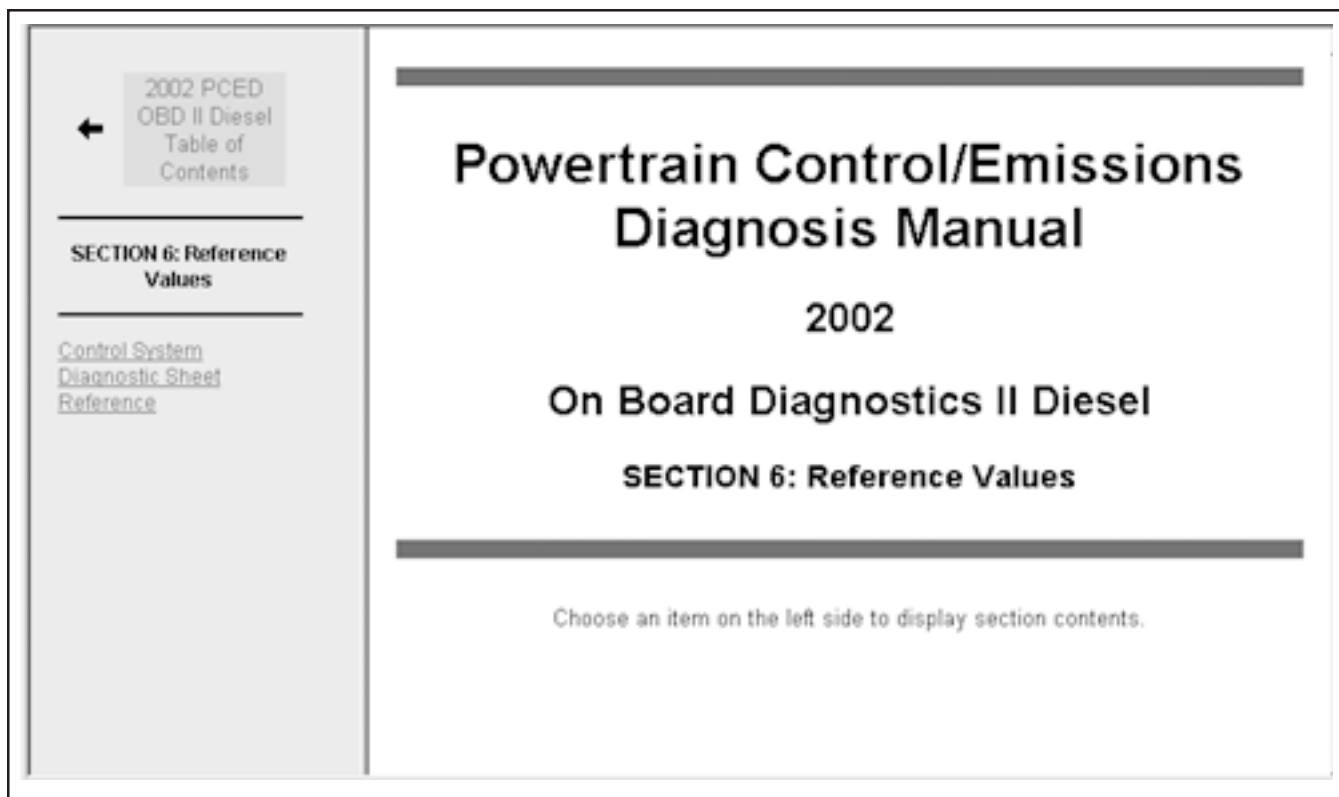 2002 PCED
OBD II Diesel
Table of
Contents
SECTION 6: Reference
Values
Control System
Diagnostic Sheet
Reference
Powertrain Control/Emissions
Diagnosis Manual
2002
On Board Diagnostics II Diesel
SECTION 6: Reference Values
Choose an item on the left side to display section contents.